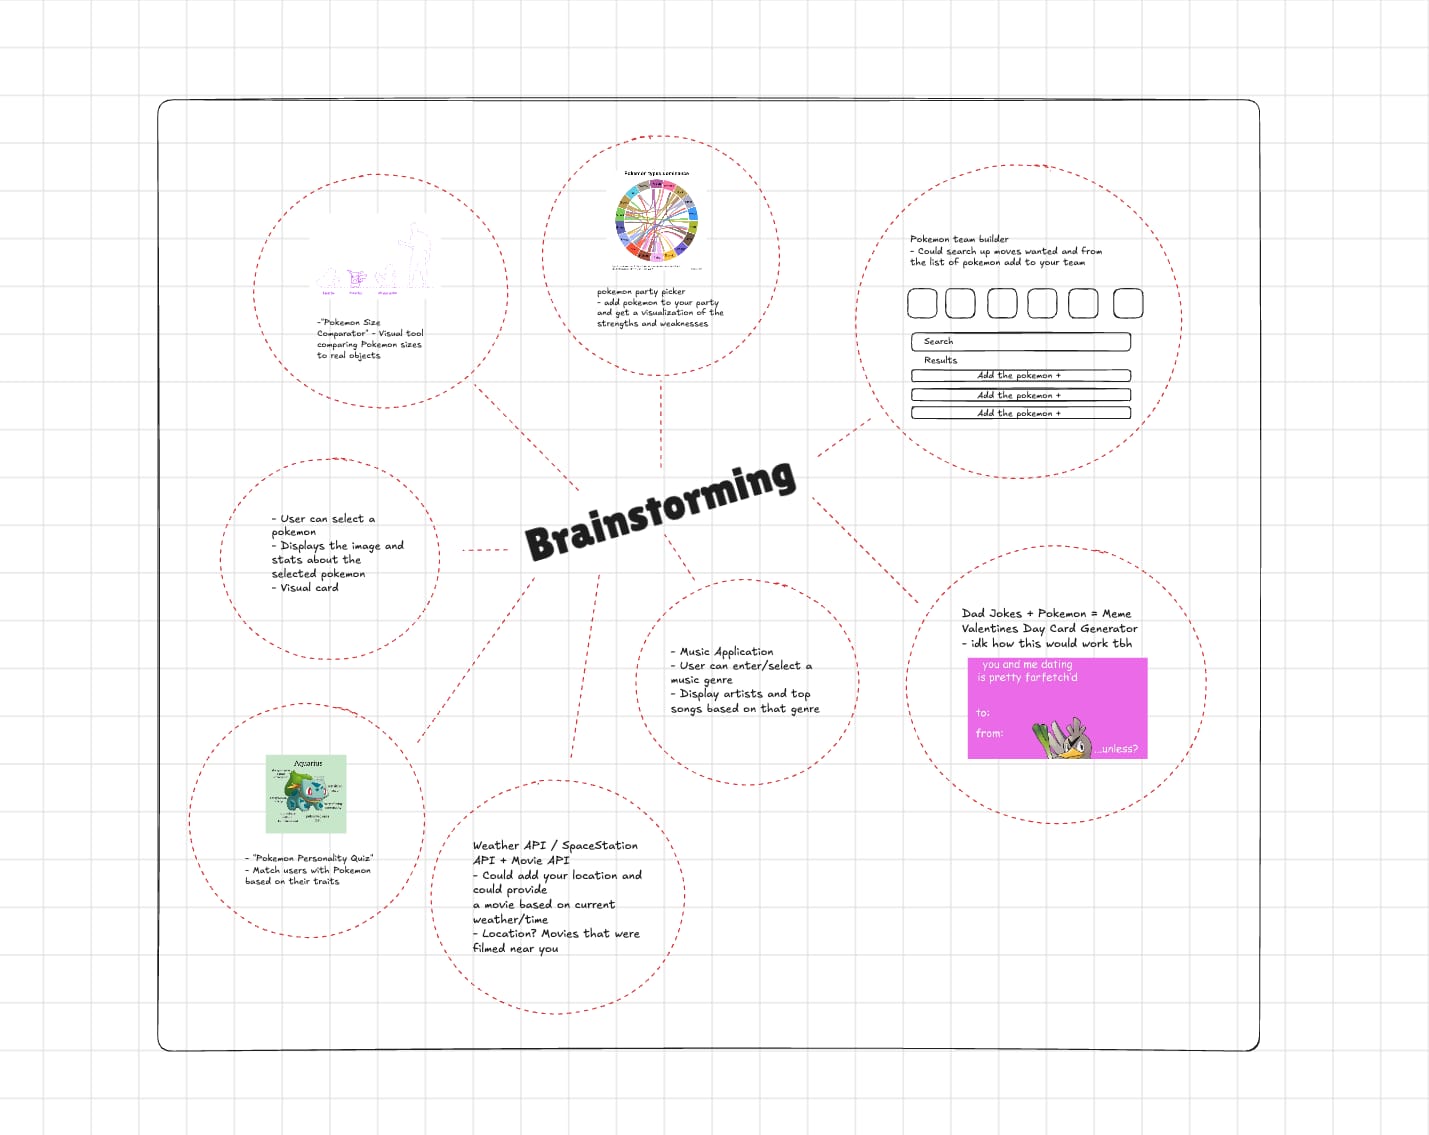 Pokemon types dominance
-"Pokemon Size
Comparator" - Visual tool
comparing Pokemon sizes
to real objects
pokemon party picker
- add pokemon to your party
and get a visualization of the
strengths and weaknesses
Pokemon team builder
- Could search up moves wanted and from
the list of pokemon add to your team
Search
Results
Add the pokemon +
Add the pokemon +
Add the pokemon +
Brainstorming
- User can select a
pokemon
- Displays the image and
stats about the
selected pokemon
- Visual card
- Music Application
- User can enter/select a
music genre
- Display artists and top
songs based on that genre
Dad Jokes + Pokemon = Meme
Valentines Day Card Generator
- idk how this would work tbh
you and me dating
is pretty farfetch'd
to:
from:
...unless?
Aquarius
- "Pokemon Personality Quiz"
- Match users with Pokemon
based on their traits
Weather API / SpaceStation
API + Movie API
- Could add your location and
could provide
a movie based on current
weather/time
- Location? Movies that were
filmed near you